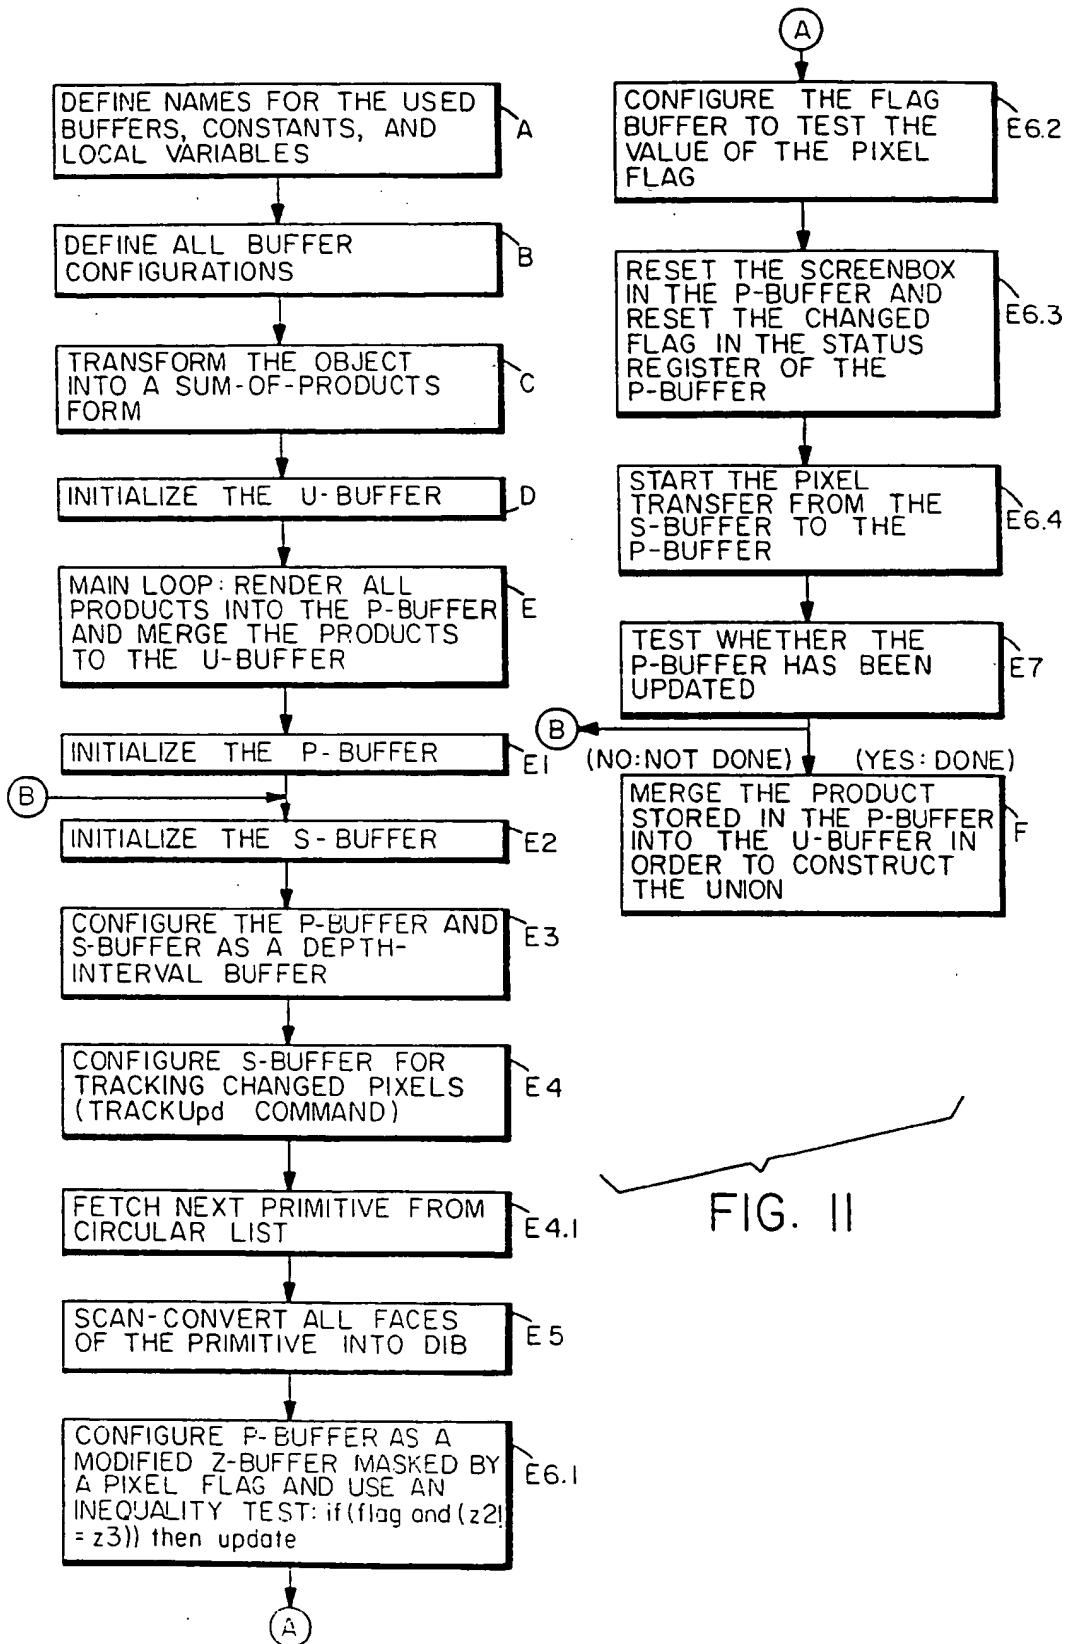 DEFINE NAMES FOR THE USED
BUFFERS, CONSTANTS, AND
LOCAL VARIABLES
A
DEFINE ALL BUFFER
CONFIGURATIONS
B
TRANSFORM THE OBJECT
INTO A SUM-OF-PRODUCTS
FORM
C
INITIALIZE THE U-BUFFER
D
MAIN LOOP: RENDER ALL
PRODUCTS INTO THE P-BUFFER
AND MERGE THE PRODUCTS
TO THE U-BUFFER
E
INITIALIZE THE P-BUFFER
E1
B
INITIALIZE THE S-BUFFER
E2
CONFIGURE THE P-BUFFER AND
S-BUFFER AS A DEPTH-
INTERVAL BUFFER
E3
CONFIGURE S-BUFFER FOR
TRACKING CHANGED PIXELS
(TRACKUpd COMMAND)
E4
FETCH NEXT PRIMITIVE FROM
CIRCULAR LIST
E4.1
SCAN-CONVERT ALL FACES
OF THE PRIMITIVE INTO DIB
E5
CONFIGURE P-BUFFER AS A
MODIFIED Z-BUFFER MASKED BY
A PIXEL FLAG AND USE AN
INEQUALITY TEST: if (flag and (z2!
= z3)) then update
E6.1
A
A
CONFIGURE THE FLAG
BUFFER TO TEST THE
VALUE OF THE PIXEL
FLAG
E6.2
RESET THE SCREENBOX
IN THE P-BUFFER AND
RESET THE CHANGED
FLAG IN THE STATUS
REGISTER OF THE
P-BUFFER
E6.3
START THE PIXEL
TRANSFER FROM THE
S-BUFFER TO THE
P-BUFFER
E6.4
TEST WHETHER THE
P-BUFFER HAS BEEN
UPDATED
E7
B
(NO: NOT DONE) (YES: DONE)
MERGE THE PRODUCT
STORED IN THE P-BUFFER
INTO THE U-BUFFER IN
ORDER TO CONSTRUCT
THE UNION
F
FIG. 11